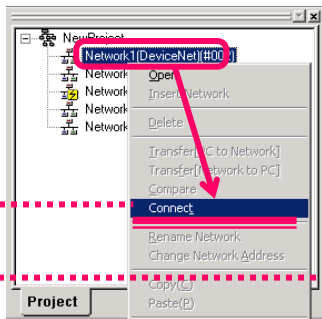 NewProject
Network1(DeviceNet)(#00
Network
Network
Network
Network
Open
Insert Network
Delete
Transfer[PC to Network]
Transfer[Network to PC]
Compare
Connect
Rename Network
Change Network Address
Copy(C)
Paste(P)
Project